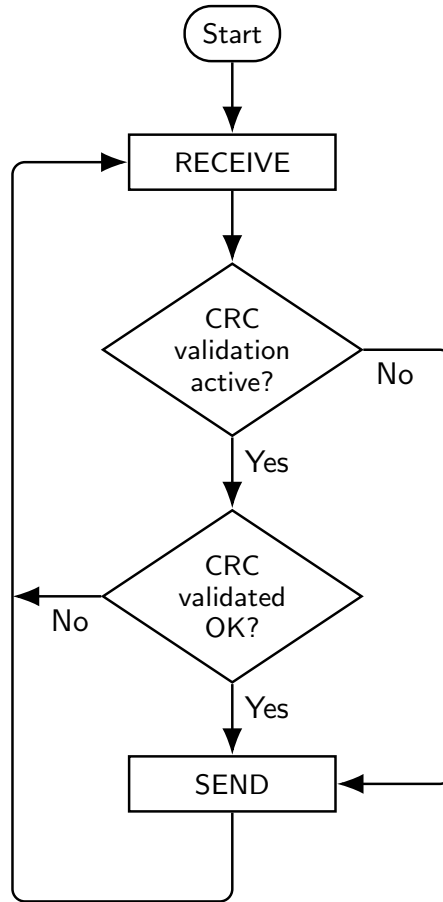 Start
RECEIVE
CRC
validation
active?
No
Yes
CRC
validated
OK?
No
Yes
SEND